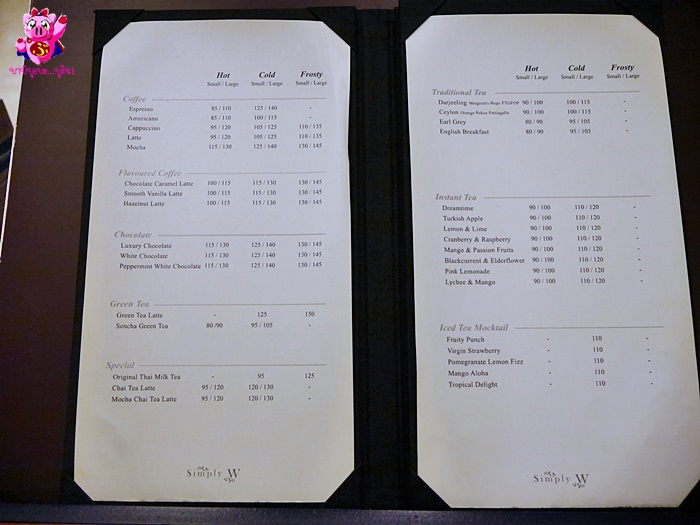 Hot Cold Frosty
Small / Large Small / Large Small / Large
Coffee
Espresso 85 / 110 125 / 140 -
Americano 85 / 110 100 / 115 -
Cappuccino 95 / 120 105 / 125 110 / 135
Latte 95 / 120 105 / 125 110 / 135
Mocha 115 / 130 125 / 140 130 / 145
Flavoured Coffee
Chocolate Caramel Latte 100 / 115 115 / 130 130 / 145
Smooth Vanilla Latte 100 / 115 115 / 130 130 / 145
Hazelnut Latte 100 / 115 115 / 130 130 / 145
Chocolate
Luxury Chocolate 115 / 130 125 / 140 130 / 145
White Chocolate 115 / 130 125 / 140 130 / 145
Peppermint White Chocolate 115 / 130 125 / 140 130 / 145
Green Tea
Green Tea Latte - 125 150
Sencha Green Tea 80 /90 95 / 105 -
Special
Original Thai Milk Tea - 95 125
Chai Tea Latte 95 / 120 120 / 130 -
Mocha Chai Tea Latte 95 / 120 120 / 130 -
Simply W
Hot Cold Frosty
Small / Large Small / Large Small / Large
Traditional Tea
Darjeeling Margaret's Hope FTGFOP 90 / 100 100 / 115 -
Ceylon Orange Pekoe Pettiagalla 90 / 100 100 / 115 -
Earl Grey 80 / 90 95 / 105 -
English Breakfast 80 / 90 95 / 105 -
Instant Tea
Dreamtime 90 / 100 110 / 120 -
Turkish Apple 90 / 100 110 / 120 -
Lemon & Lime 90 / 100 110 / 120 -
Cranberry & Raspberry 90 / 100 110 / 120 -
Mango & Passion Fruits 90 / 100 110 / 120 -
Blackcurrent & Elderflower 90 / 100 110 / 120 -
Pink Lemonade 90 / 100 110 / 120 -
Lychee & Mango 90 / 100 110 / 120 -
Iced Tea Mocktail
Fruity Punch - 110 -
Virgin Strawberry - 110 -
Pomegranate Lemon Fizz - 110 -
Mango Aloha - 110 -
Tropical Delight - 110 -
Simply W